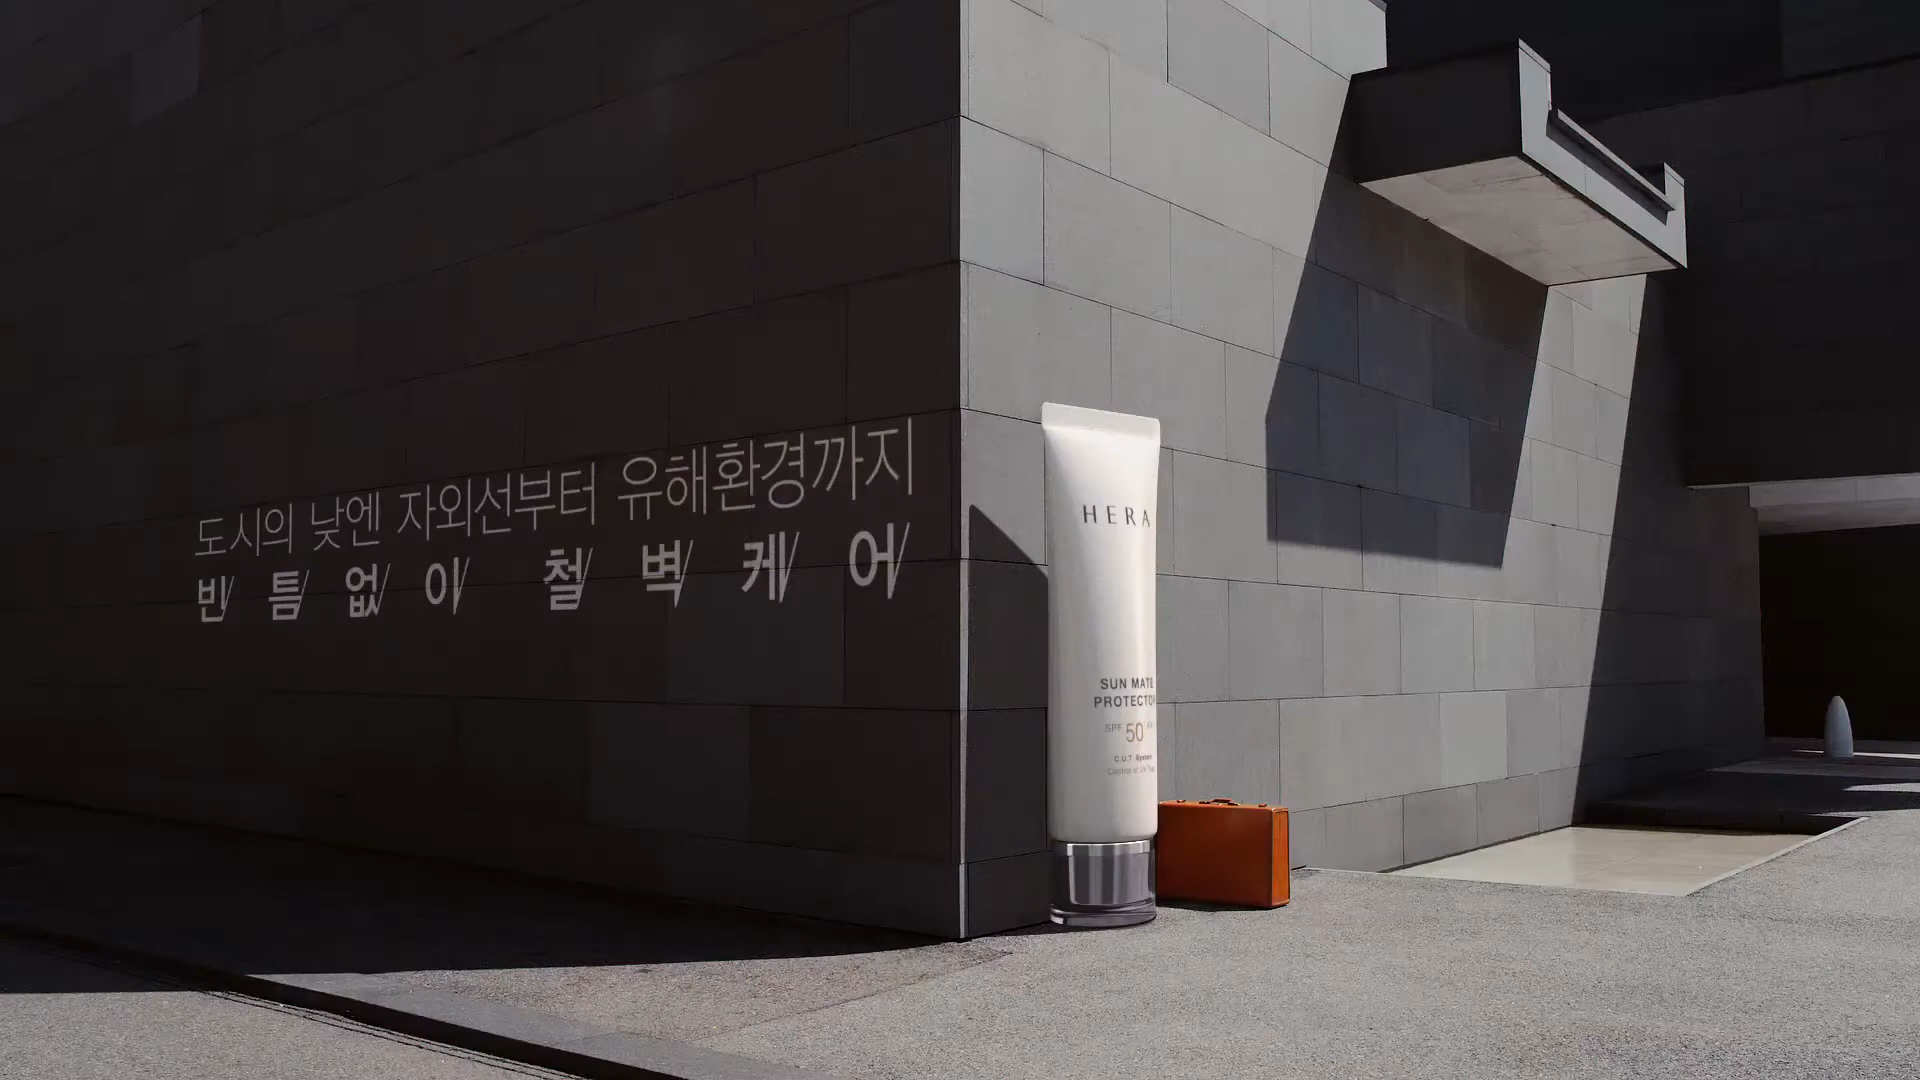 도시의 낮엔 자외선부터 유해환경까지
빈 틈 없 이 철 벽 케 어
HERA
SUN MATE
PROTECTOR
SPF 50+
C.U.T System